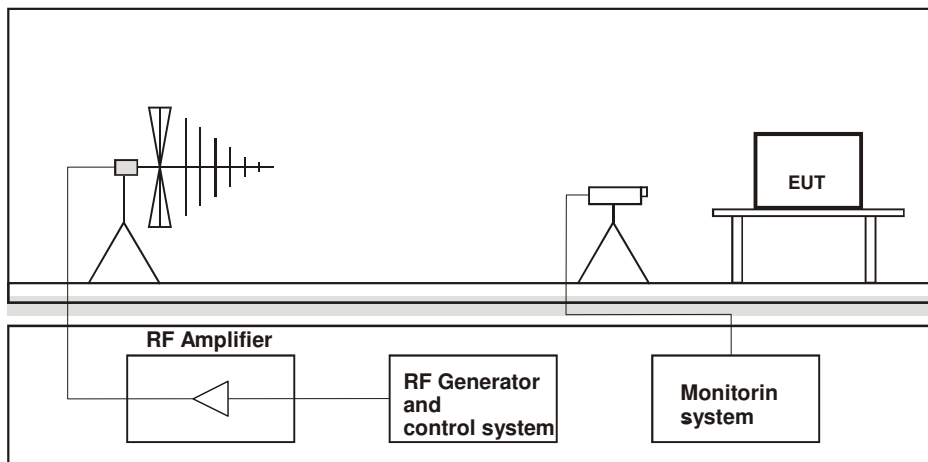 EUT
RF Amplifier
RF Generator
and
control system
Monitorin
system